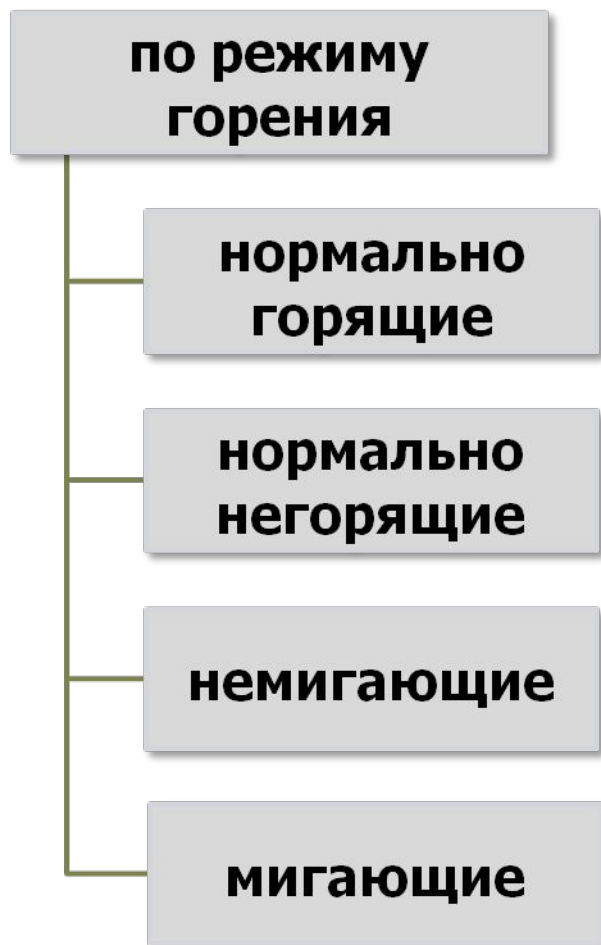 по режиму
горения
нормально
горящие
нормально
негорящие
немигающие
мигающие